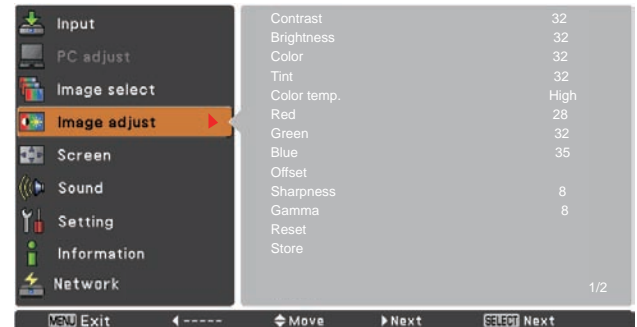 Input
PC adjust
Image select
Image adjust
Screen
Sound
Setting
Information
Network
Contrast 32
Brightness 32
Color 32
Tint 32
Color temp. High
Red 28
Green 32
Blue 35
Offset
Sharpness 8
Gamma 8
Reset
Store
1/2
MENU Exit ◄----- Move ►Next SELECT Next